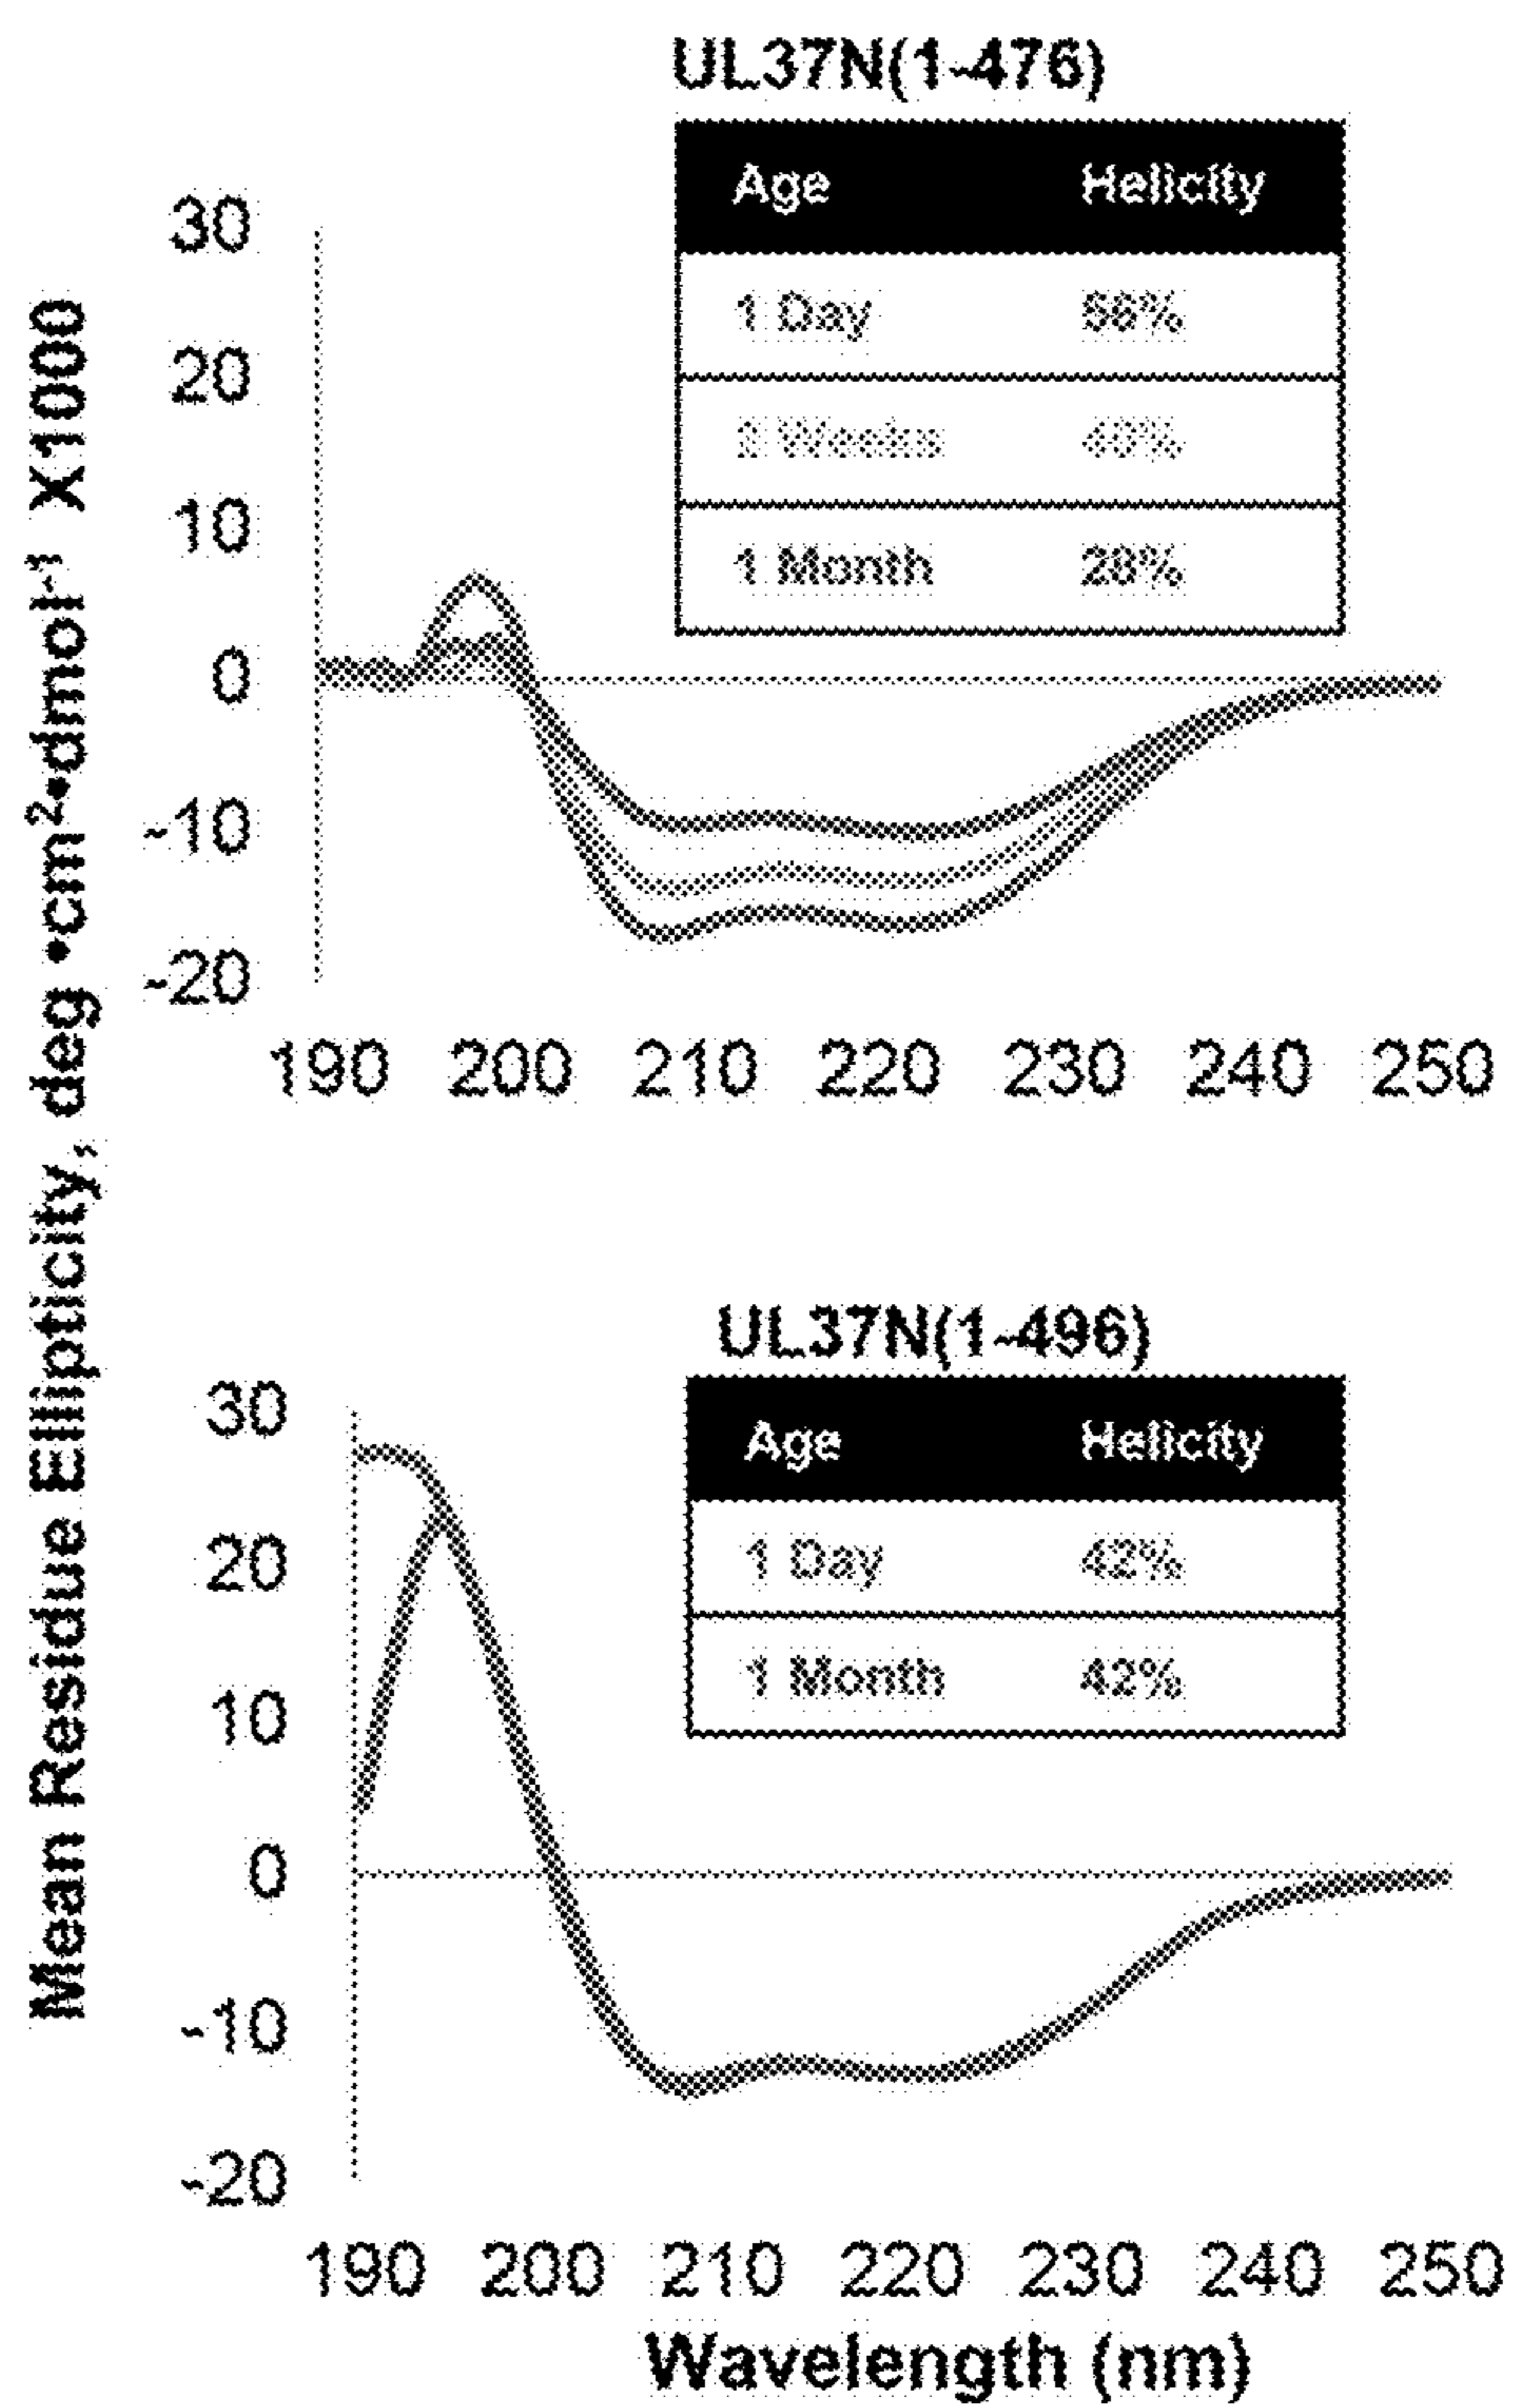 Mean Residue Ellipticity, deg •cm²•dmol⁻¹ X1000
UL37N(1-476)
Age Helicity
1 Day 56%
Weeks
1 Month 28%
30
20
10
0
-10
-20
190 200 210 220 230 240 250
UL37N(1-496)
Age Helicity
1 Day 42%
1 Month 42%
30
20
10
0
-10
-20
190 200 210 220 230 240 250
Wavelength (nm)